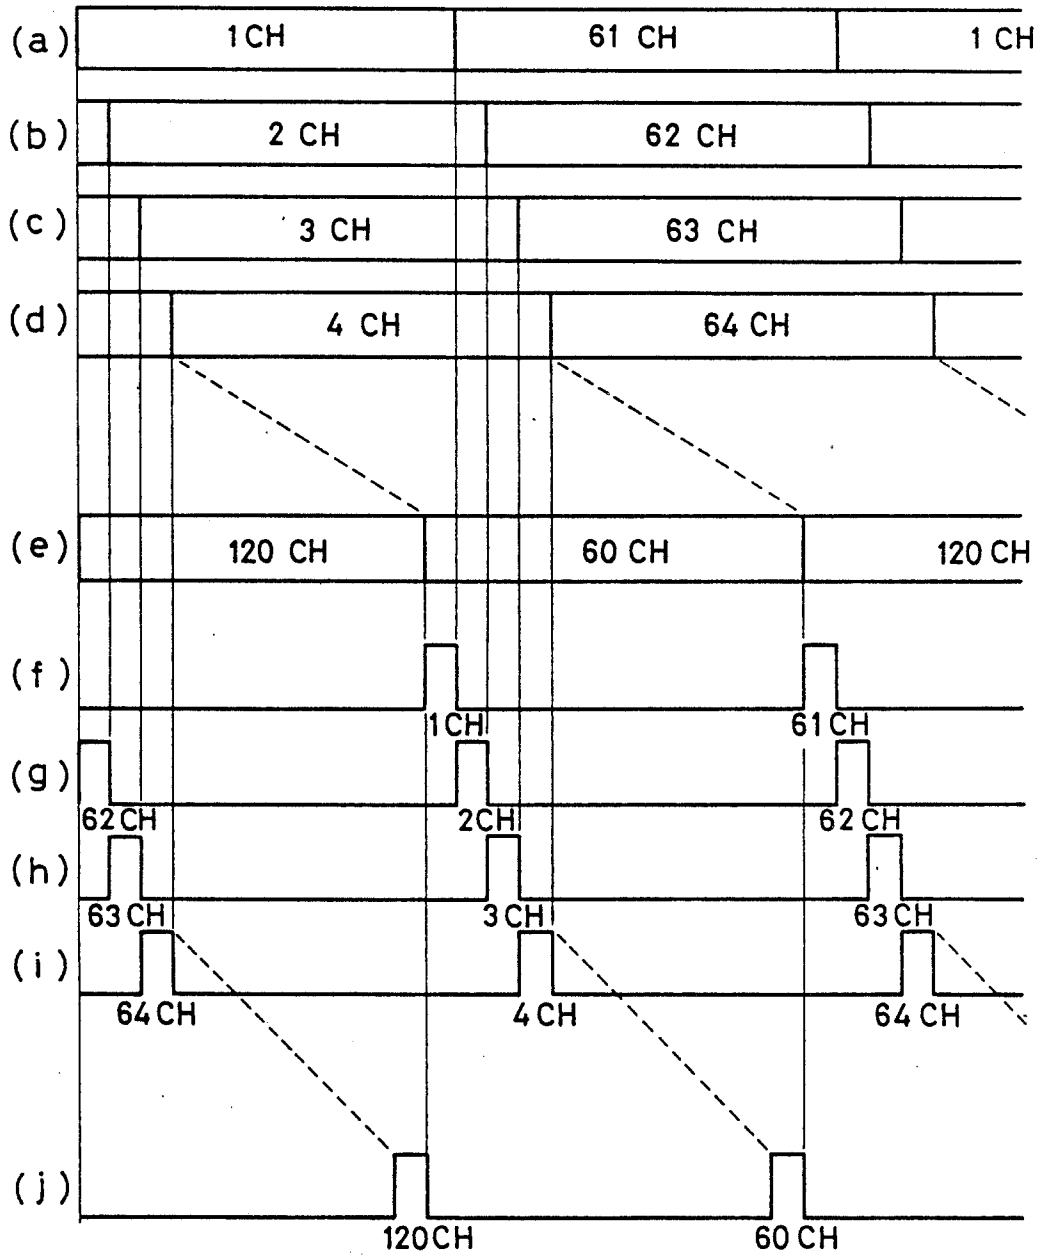 (a) 1 CH 61 CH 1 CH
(b) 2 CH 62 CH
(c) 3 CH 63 CH
(d) 4 CH 64 CH
(e) 120 CH 60 CH 120 CH
(f)
1 CH 61 CH
(g)
62 CH 2 CH 62 CH
(h)
63 CH 3 CH 63 CH
(i)
64 CH 4 CH 64 CH
(j)
120 CH 60 CH